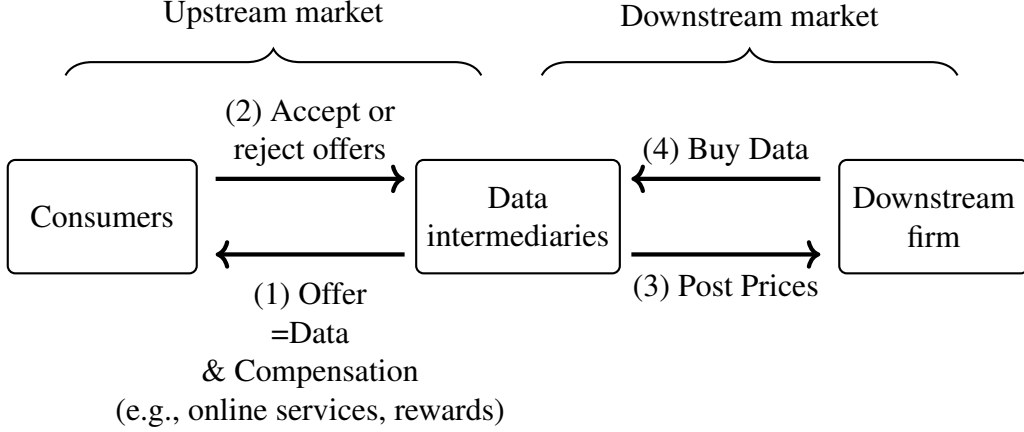 Upstream market
Downstream market
(2) Accept or
reject offers
(4) Buy Data
Consumers
Data
intermediaries
Downstream
firm
(1) Offer
=Data
& Compensation
(e.g., online services, rewards)
(3) Post Prices